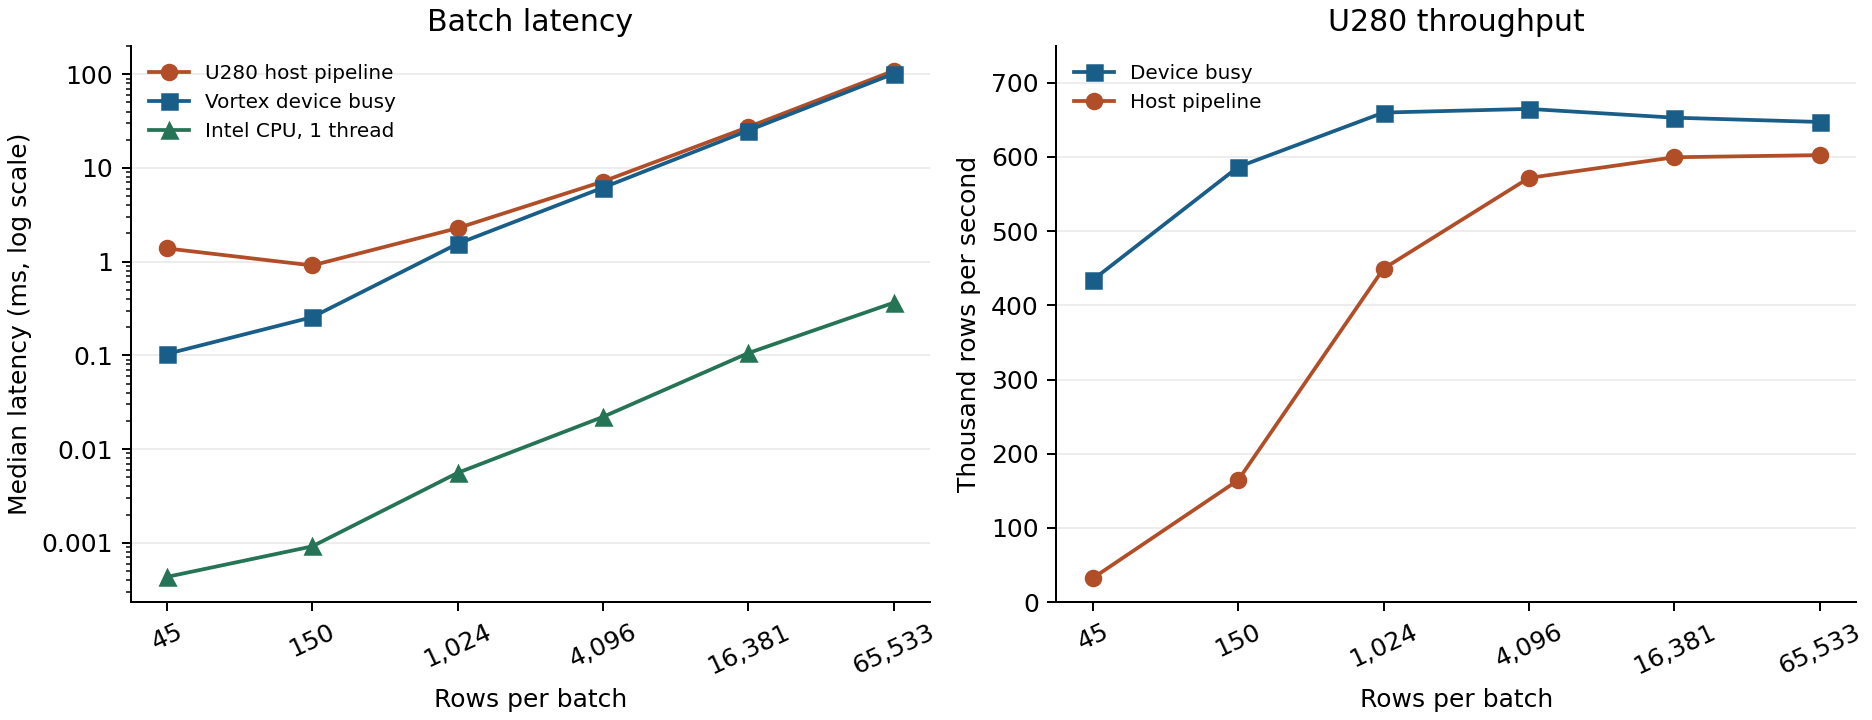 Batch latency
U280 host pipeline
Vortex device busy
Intel CPU, 1 thread
Median latency (ms, log scale)
100
10
1
0.1
0.01
0.001
45
150
1,024
4,096
16,381
65,533
Rows per batch
U280 throughput
Device busy
Host pipeline
Thousand rows per second
700
600
500
400
300
200
100
0
45
150
1,024
4,096
16,381
65,533
Rows per batch